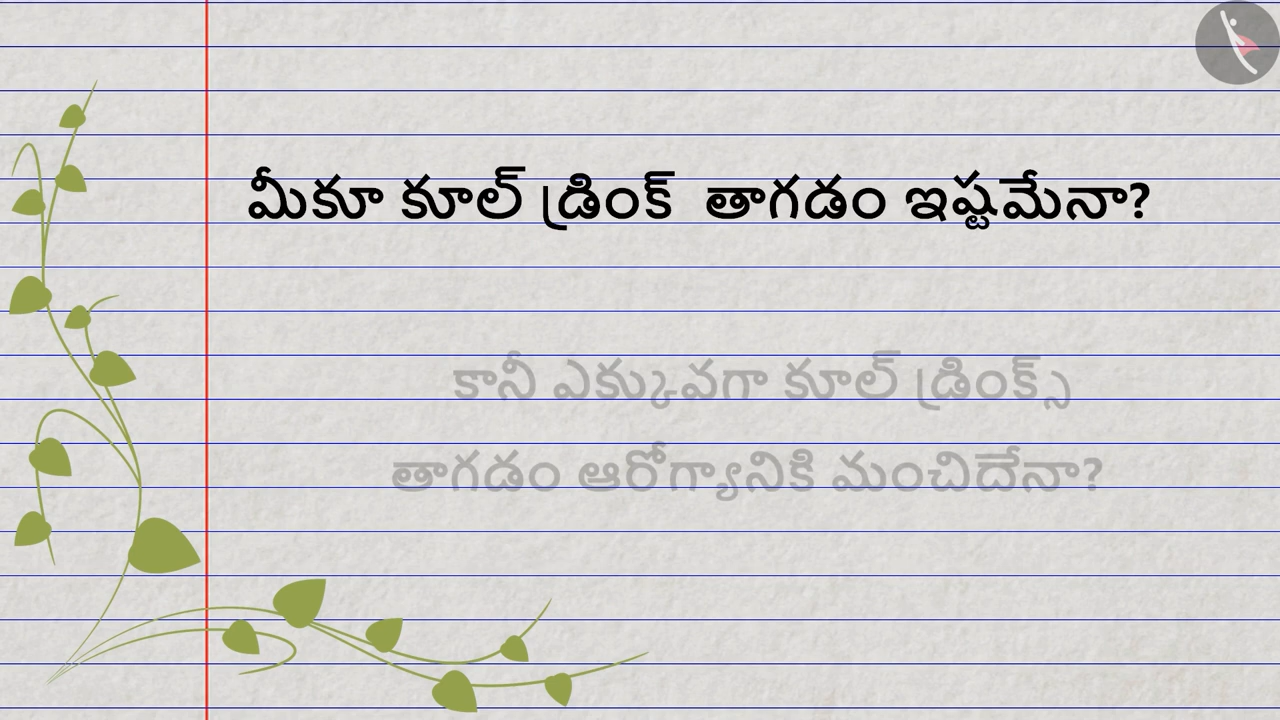 మీకూ కూల్ డ్రింక్ తాగడం ఇష్టమేనా?
కానీ ఎక్కువగా కూల్ డ్రింక్స్
తాగడం ఆరోగ్యానికి మంచిదేనా?